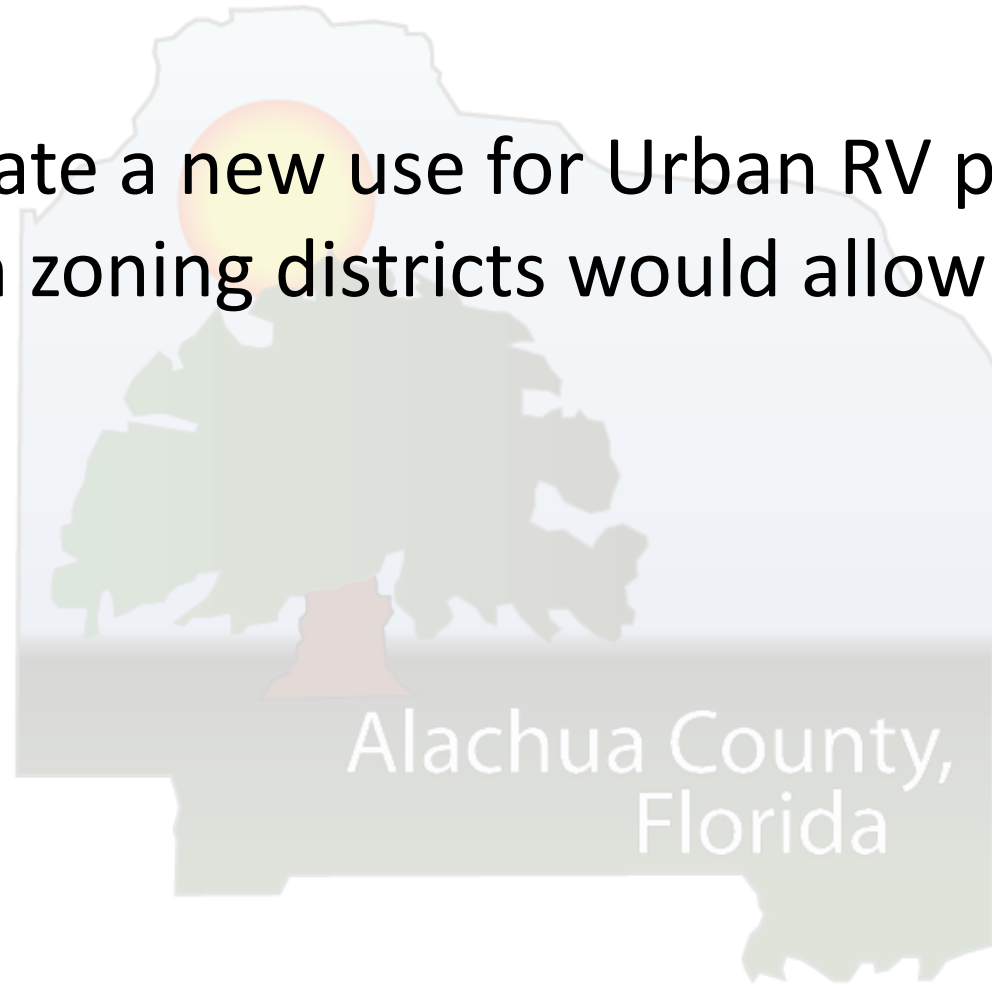 ate a new use for Urban RV p
zoning districts would allow
Alachua County,
Florida